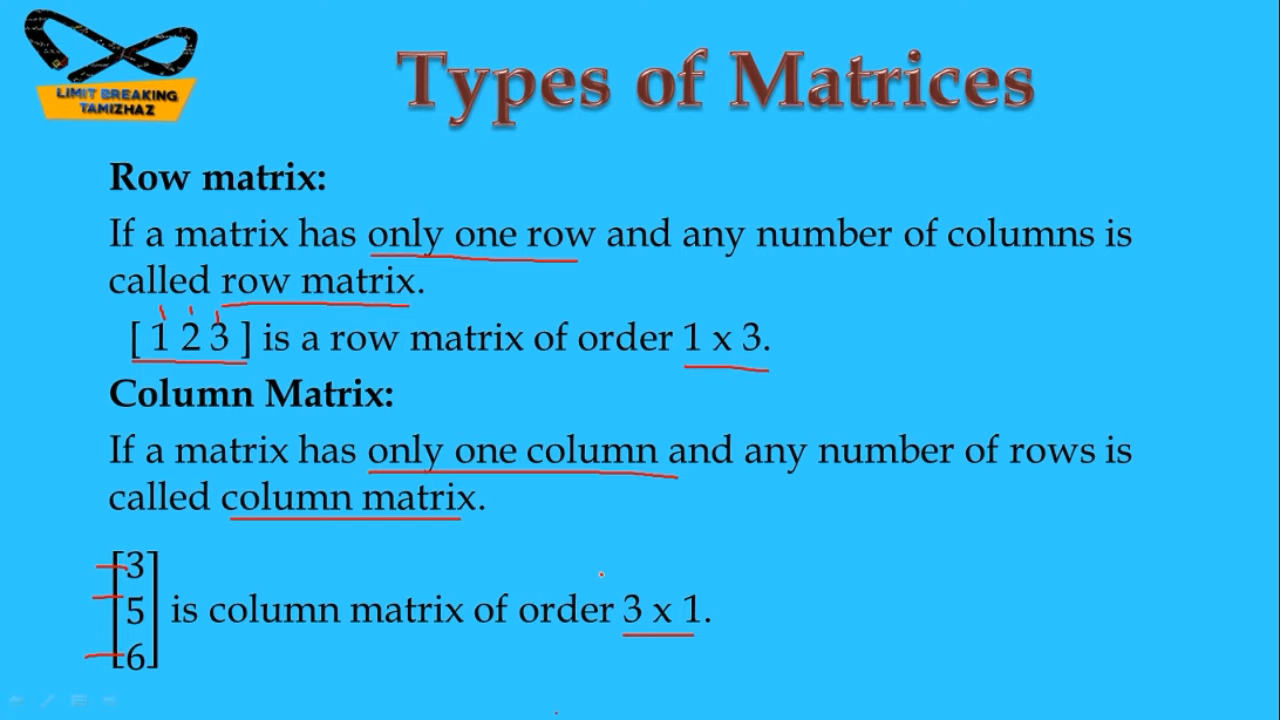 LIMIT BREAKING
TAMIZHAZ
Types of Matrices
Row matrix:
If a matrix has only one row and any number of columns is
called row matrix.
[ 1 2 3 ] is a row matrix of order 1 x 3.
Column Matrix:
If a matrix has only one column and any number of rows is
called column matrix.
[3
5
6] is column matrix of order 3 x 1.